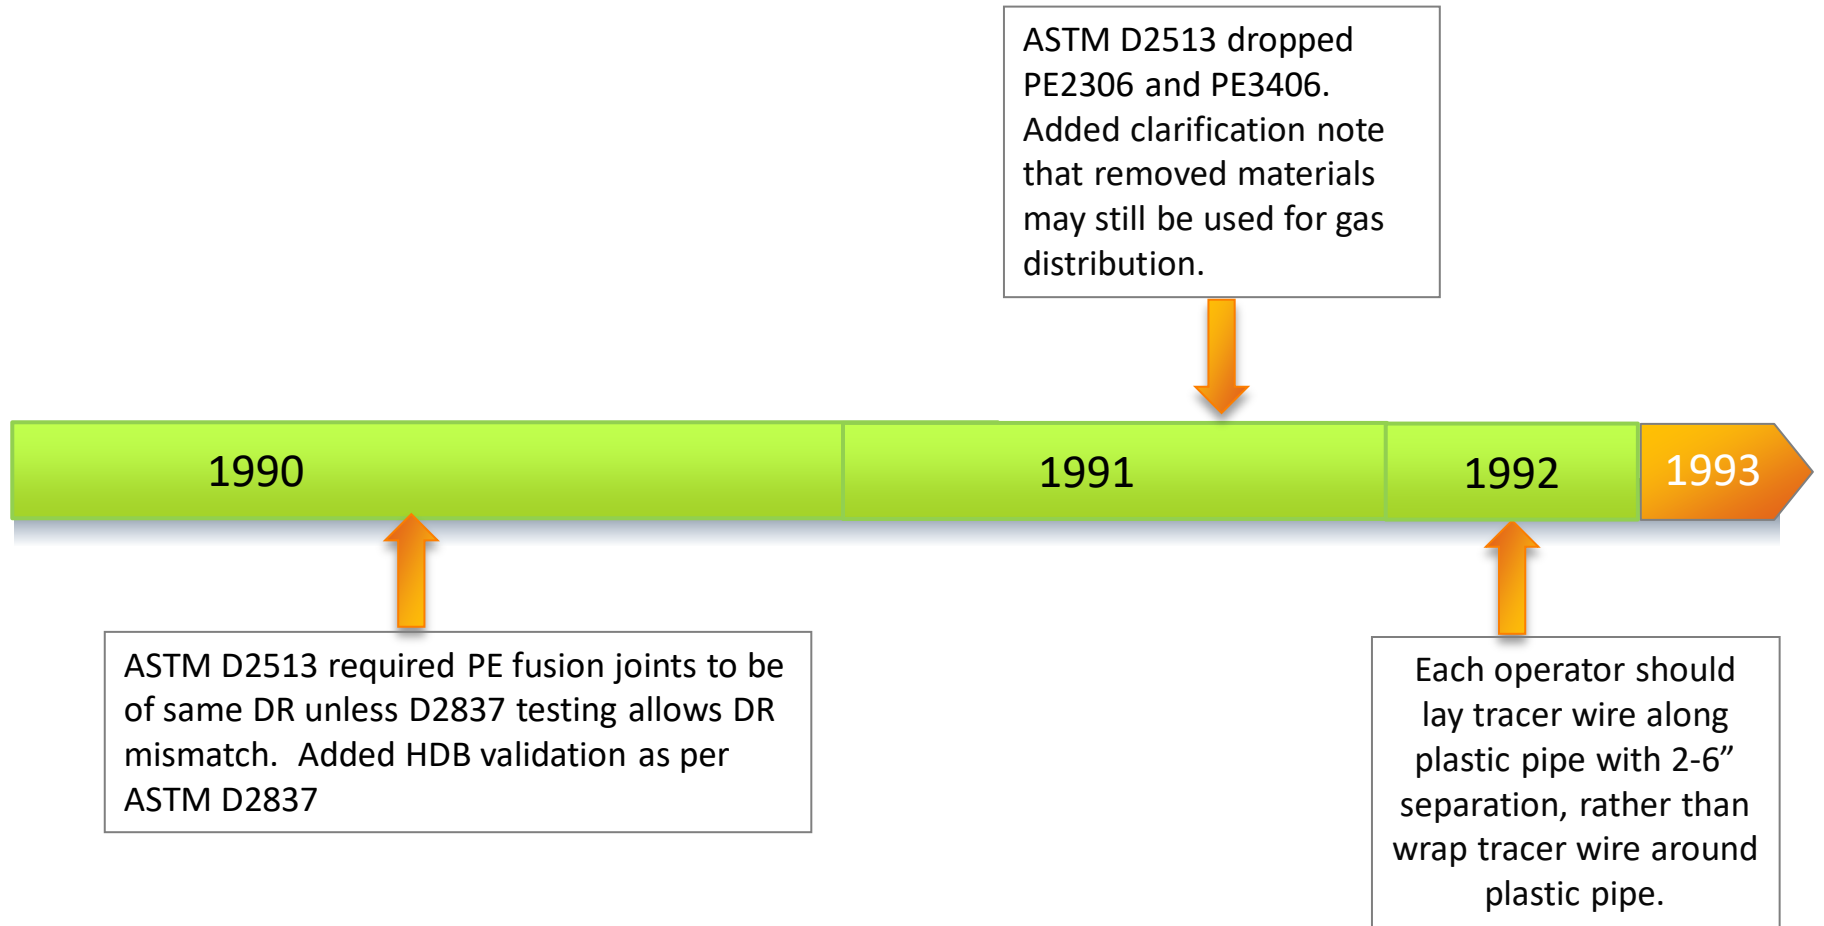 ASTM D2513 dropped
PE2306 and PE3406.
Added clarification note
that removed materials
may still be used for gas
distribution.
1990
1991
1992
1993
ASTM D2513 required PE fusion joints to be
of same DR unless D2837 testing allows DR
mismatch.  Added HDB validation as per
ASTM D2837
Each operator should
lay tracer wire along
plastic pipe with 2-6”
separation, rather than
wrap tracer wire around
plastic pipe.